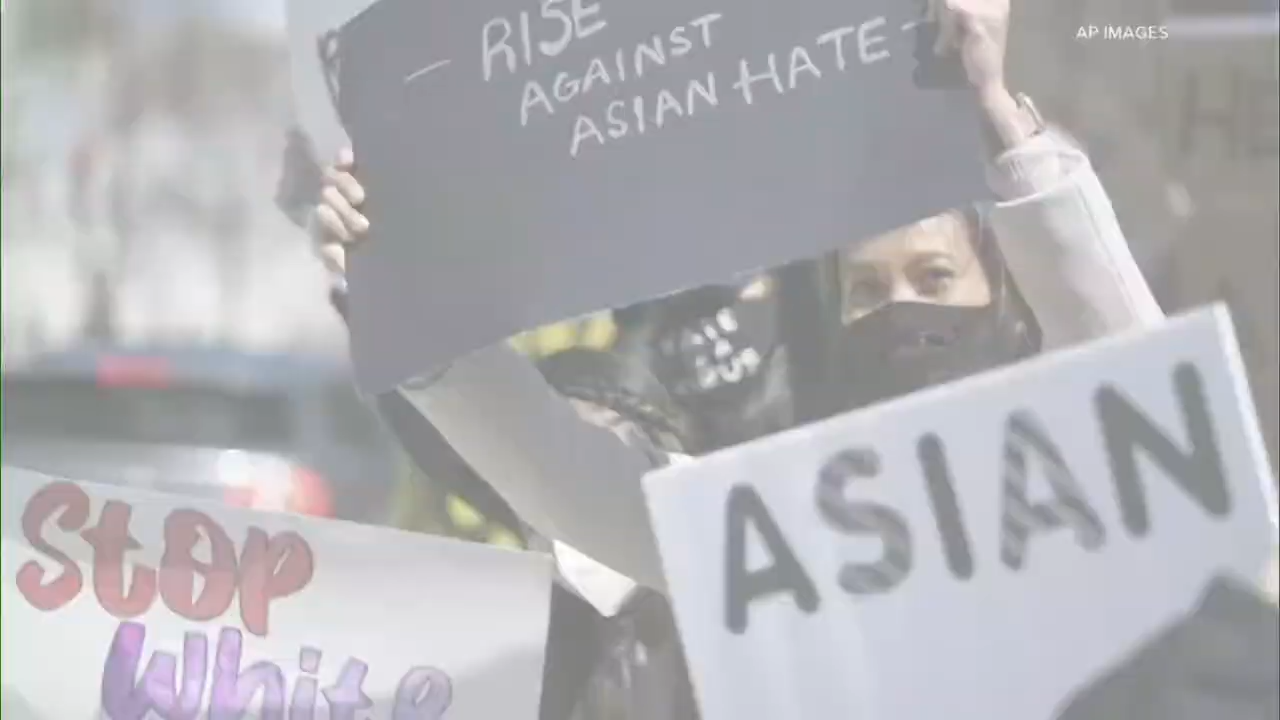 AP IMAGES
— RISE
AGAINST
ASIAN HATE -
ASIAN
Stop
White